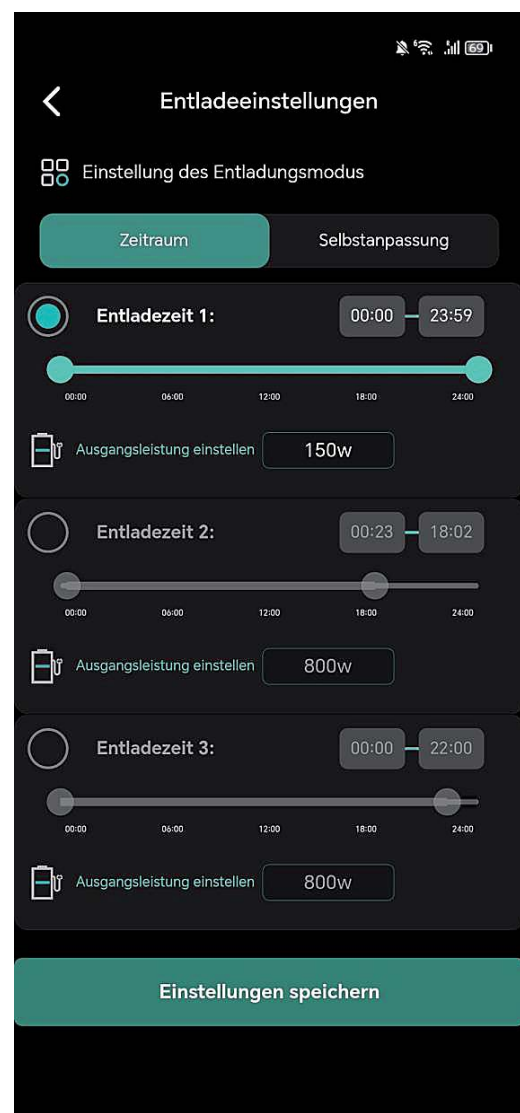 6 69
Entladeeinstellungen
Einstellung des Entladungsmodus
Zeitraum Selbstanpassung
Entladezeit 1: 00:00 – 23:59
00:00 06:00 12:00 18:00 24:00
Ausgangsleistung einstellen 150w
Entladezeit 2: 00:23 – 18:02
00:00 06:00 12:00 18:00 24:00
Ausgangsleistung einstellen 800w
Entladezeit 3: 00:00 – 22:00
00:00 06:00 12:00 18:00 24:00
Ausgangsleistung einstellen 800w
Einstellungen speichern